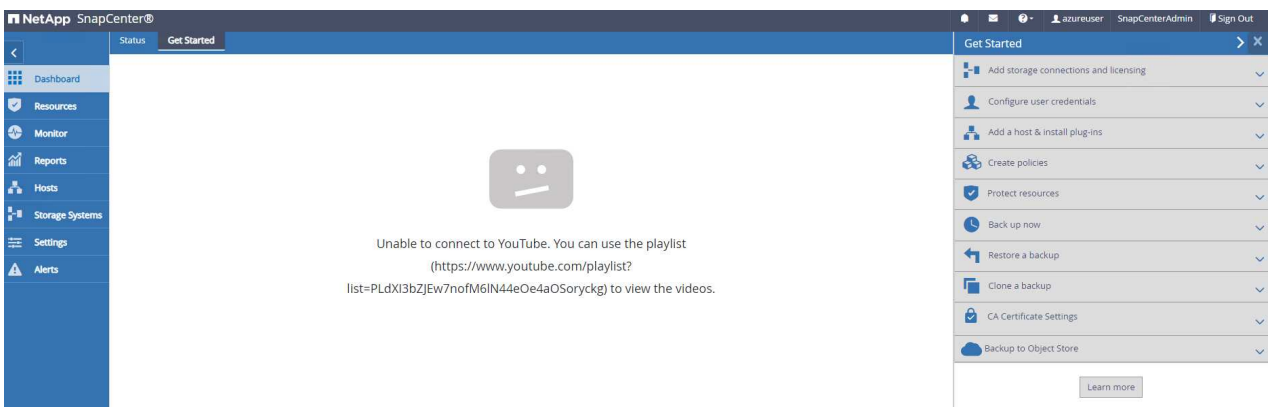 NetApp SnapCenter®
azureuser SnapCenterAdmin Sign Out
Status Get Started
Dashboard
Resources
Monitor
Reports
Hosts
Storage Systems
Settings
Alerts
Unable to connect to YouTube. You can use the playlist
(https://www.youtube.com/playlist?
list=PLdXI3bZJEw7nofM6lN44eOe4aOSoryckg) to view the videos.
Get Started
Add storage connections and licensing
Configure user credentials
Add a host & install plug-ins
Create policies
Protect resources
Back up now
Restore a backup
Clone a backup
CA Certificate Settings
Backup to Object Store
Learn more